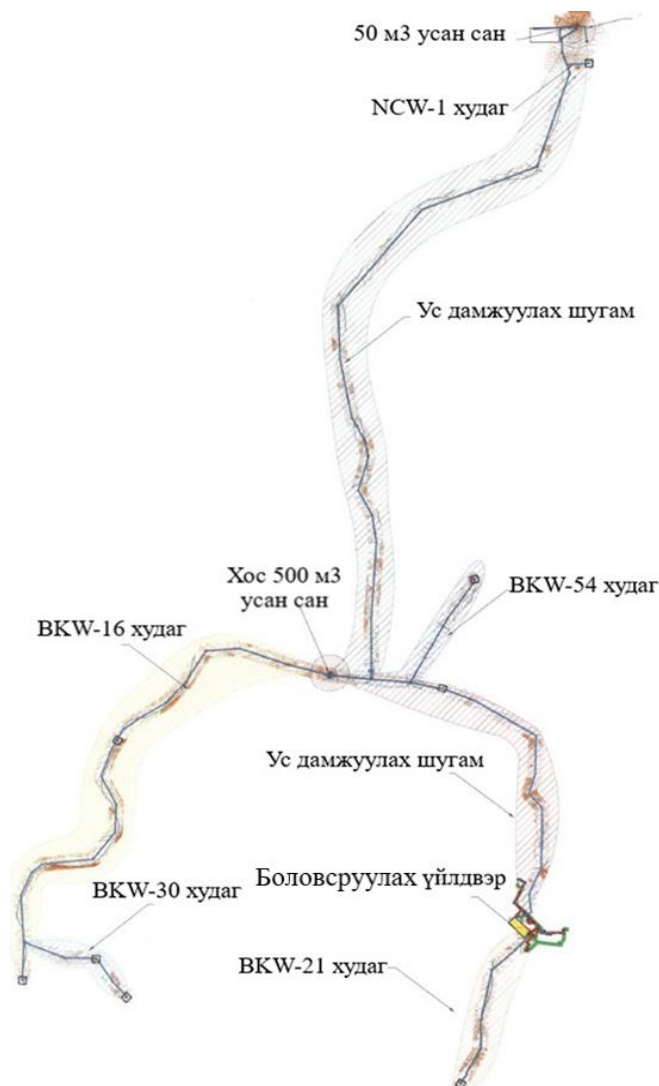 50 м3 усан сан
NCW-1 худаг
Ус дамжуулах шугам
Хос 500 м3
усан сан
BKW-54 худаг
BKW-16 худаг
Ус дамжуулах шугам
Боловсруулах үйлдвэр
BKW-30 худаг
BKW-21 худаг